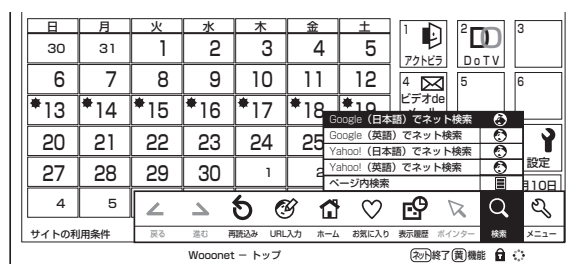 日 月 火 水 木 金 土 1 2 3
30 31 1 2 3 4 5 アクトビラ DoTV
6 7 8 9 10 11 12 4 5 6
ビデオde
13 14 15 16 17 18 19
20 21 22 23 24 25
27 28 29 30 1 2
4 5
設定
月10日
Google（日本語）でネット検索
Google（英語）でネット検索
Yahoo!（日本語）でネット検索
Yahoo!（英語）でネット検索
ページ内検索
サイトの利用条件
戻る 進む 再読込み URL入力 ホーム お気に入り 表示履歴 ポインター 検索 メニュー
Wooonet − トップ ネット終了 黄機能